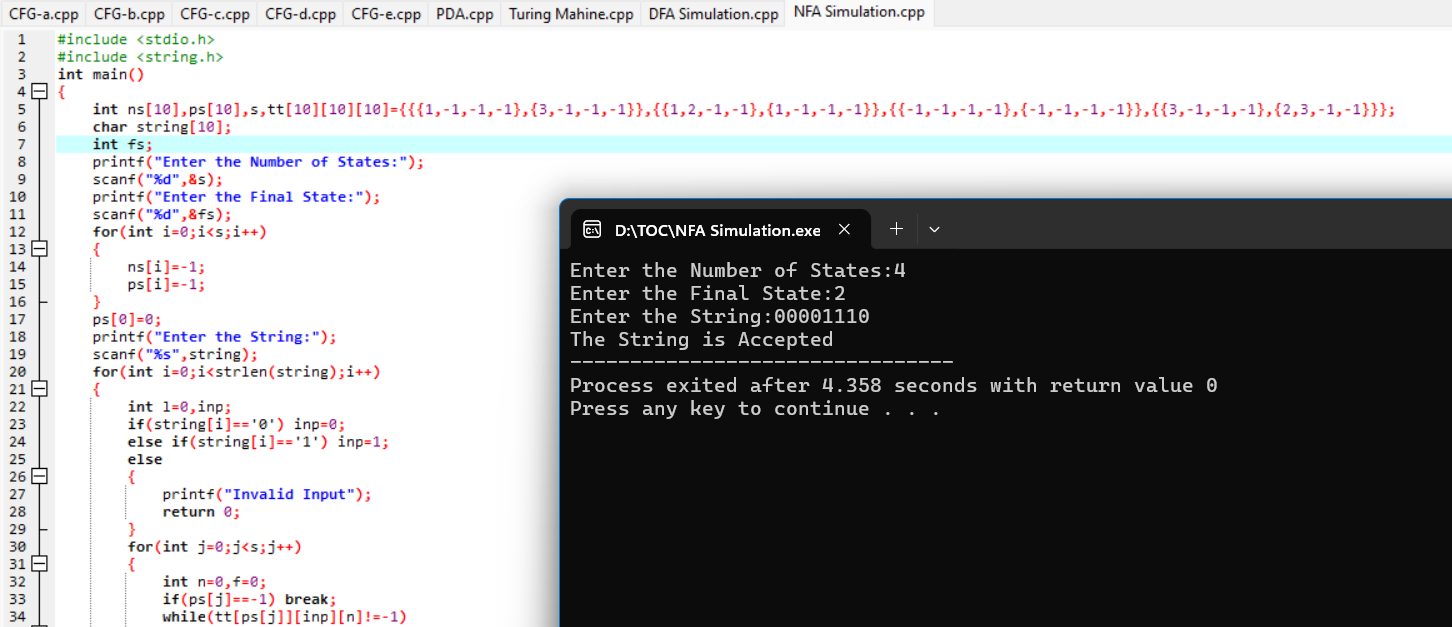 CFG-a.cpp CFG-b.cpp CFG-c.cpp CFG-d.cpp CFG-e.cpp PDA.cpp Turing Mahine.cpp DFA Simulation.cpp NFA Simulation.cpp
1 #include <stdio.h>
2 #include <string.h>
3 int main()
4 {
5 int ns[10],ps[10],s,tt[10][10][10]={{{1,-1,-1,-1},{3,-1,-1,-1}},{{1,2,-1,-1},{1,-1,-1,-1}},{{-1,-1,-1,-1},{-1,-1,-1,-1}},{{3,-1,-1,-1},{2,3,-1,-1}}};
6 char string[10];
7 int fs;
8 printf("Enter the Number of States:");
9 scanf("%d",&s);
10 printf("Enter the Final State:");
11 scanf("%d",&fs);
12 for(int i=0;i<s;i++)
13 {
14 ns[i]=-1;
15 ps[i]=-1;
16 }
17 ps[0]=0;
18 printf("Enter the String:");
19 scanf("%s",string);
20 for(int i=0;i<strlen(string);i++)
21 {
22 int l=0,inp;
23 if(string[i]=='0') inp=0;
24 else if(string[i]=='1') inp=1;
25 else
26 {
27 printf("Invalid Input");
28 return 0;
29 }
30 for(int j=0;j<s;j++)
31 {
32 int n=0,f=0;
33 if(ps[j]==-1) break;
34 while(tt[ps[j]][inp][n]!=-1)
D:\TOC\NFA Simulation.exe
Enter the Number of States:4
Enter the Final State:2
Enter the String:00001110
The String is Accepted
--------------------------------
Process exited after 4.358 seconds with return value 0
Press any key to continue . . .